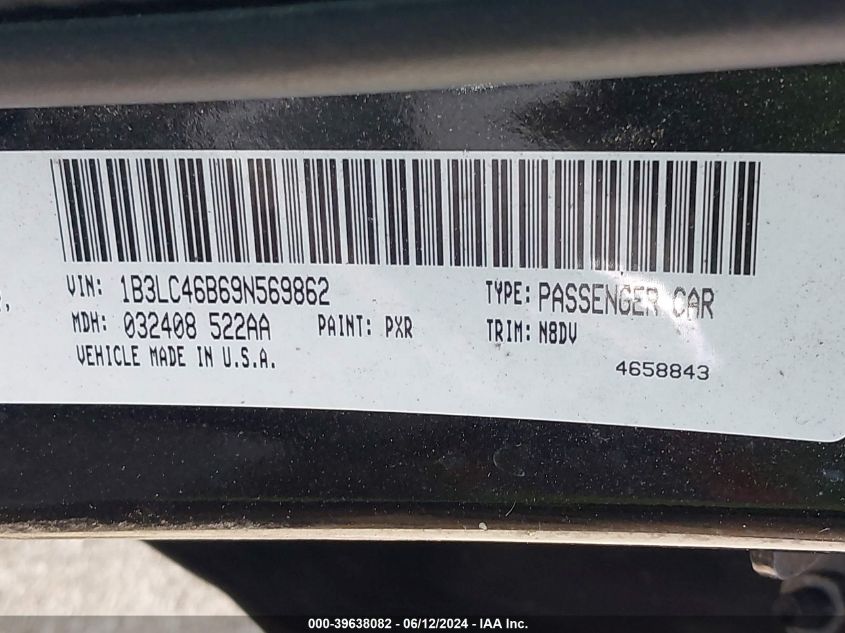 VIN: 1B3LC46B69N569862 TYPE: PASSENGER CAR
MDH: 032408 522AA PAINT: PXR TRIM: N8DV
VEHICLE MADE IN U.S.A. 4658843
000-39638082 - 06/12/2024 - IAA Inc.